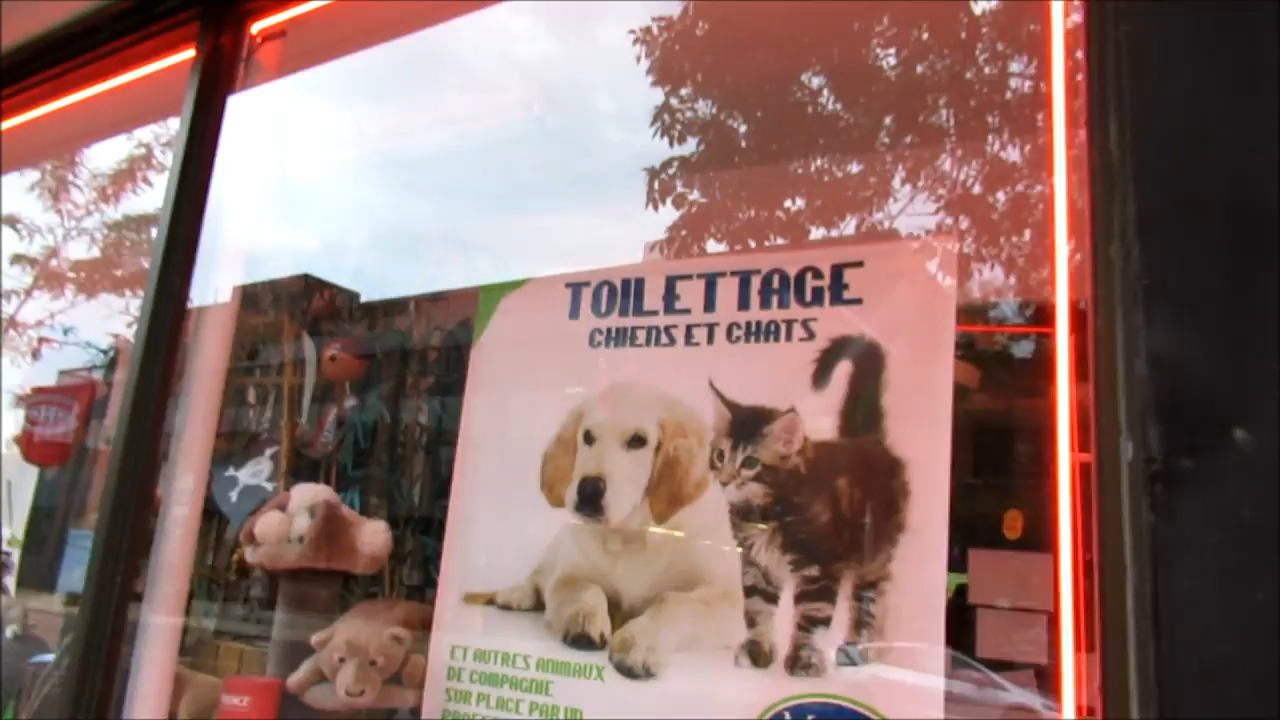 TOILETTAGE
CHIENS ET CHATS
ET AUTRES ANIMAUX
DE COMPAGNIE
SUR PLACE PAR UN